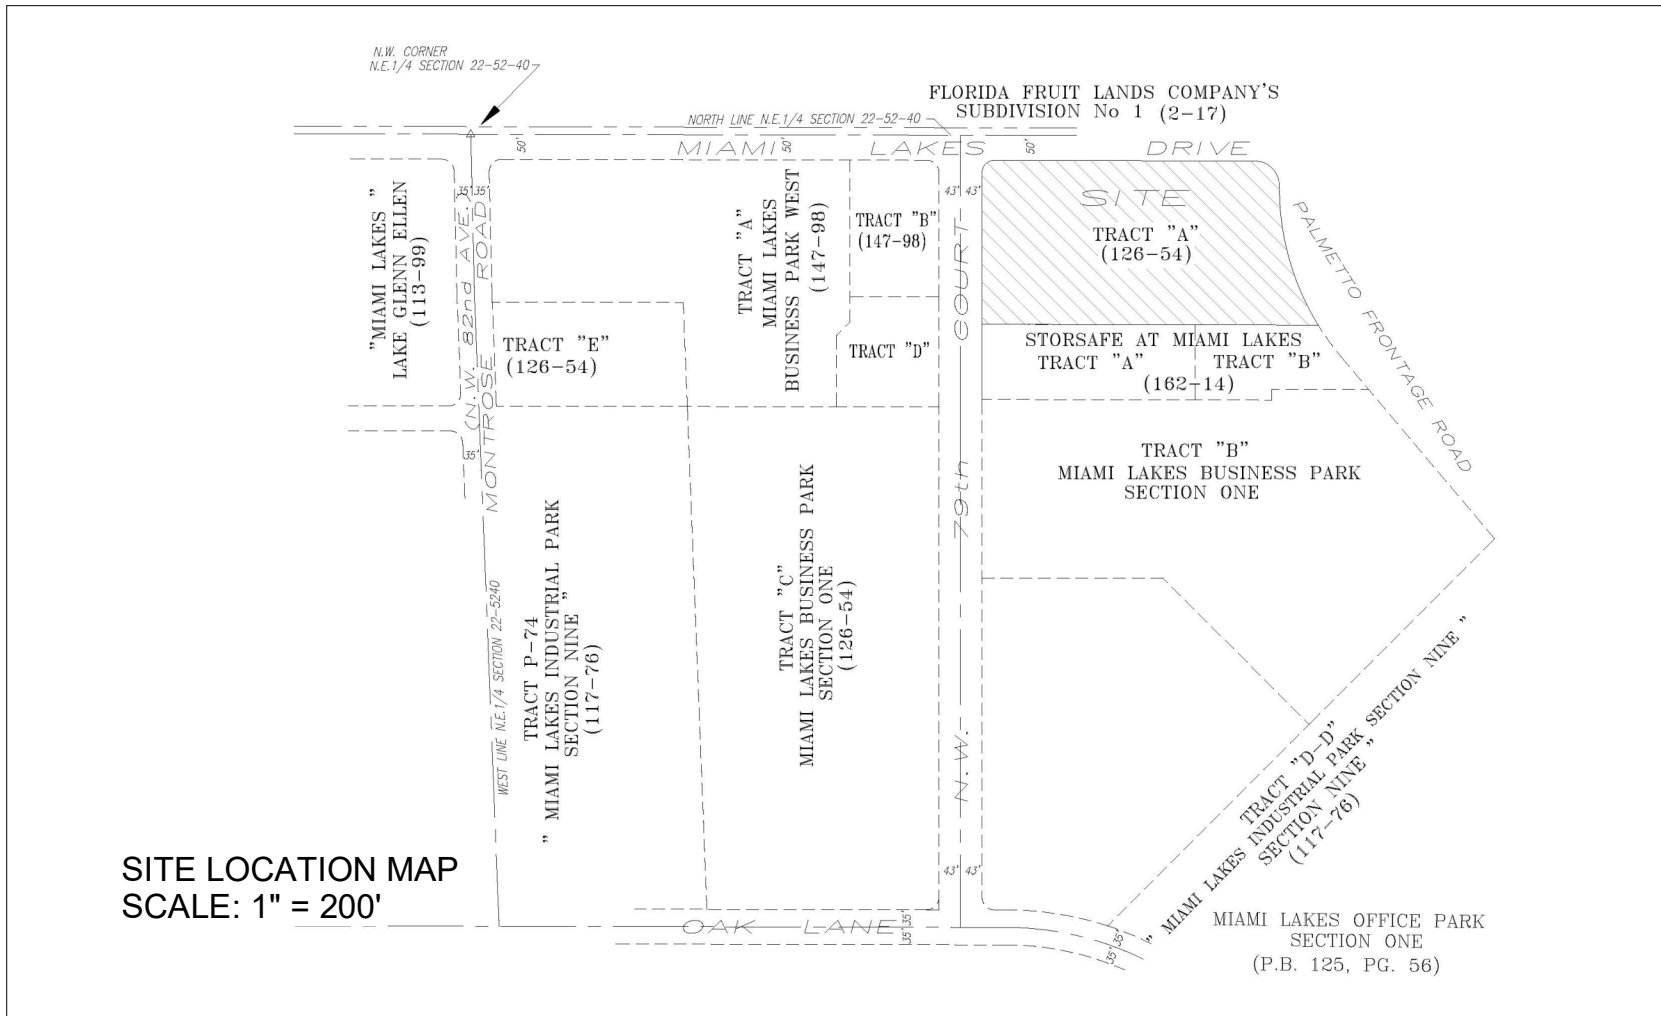 N.W. CORNER
N.E.1/4 SECTION 22-52-40
FLORIDA FRUIT LANDS COMPANY'S
SUBDIVISION No 1 (2-17)
NORTH LINE N.E.1/4 SECTION 22-52-40
MIAMI LAKES DRIVE
50'
50'
50'
"MIAMI LAKES "
LAKE GLENN ELLEN
(113-99)
35' 35'
(N.W. 82nd AVE.)
MONTROSE ROAD
35'
TRACT "A"
MIAMI LAKES
BUSINESS PARK WEST
(147-98)
TRACT "B"
(147-98)
43' 43'
SITE
TRACT "A"
(126-54)
PALMETTO FRONTAGE ROAD
TRACT "E"
(126-54)
TRACT "D"
STORSAFE AT MIAMI LAKES
TRACT "A"
TRACT "B"
(162-14)
TRACT "B"
MIAMI LAKES BUSINESS PARK
SECTION ONE
N.W. 79th COURT
WEST LINE N.E.1/4 SECTION 22-5240
TRACT P-74
" MIAMI LAKES INDUSTRIAL PARK
SECTION NINE "
(117-76)
TRACT "C"
MIAMI LAKES BUSINESS PARK
SECTION ONE
(126-54)
TRACT "D-D"
" MIAMI LAKES INDUSTRIAL PARK SECTION NINE "
SECTION NINE "
(117-76)
43' 43'
SITE LOCATION MAP
SCALE: 1" = 200'
OAK LANE
35'
35'
35'
35'
MIAMI LAKES OFFICE PARK
SECTION ONE
(P.B. 125, PG. 56)